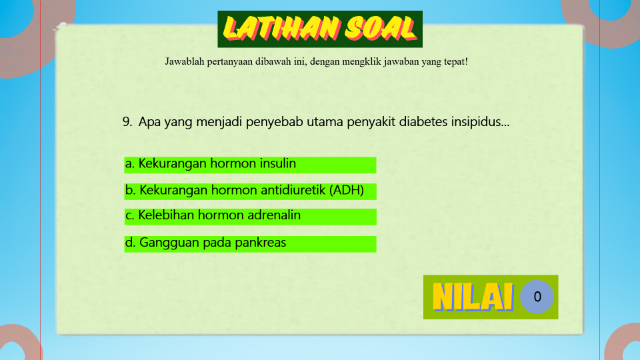 LATIHAN SOAL
Jawablah pertanyaan dibawah ini, dengan mengklik jawaban yang tepat!
9. Apa yang menjadi penyebab utama penyakit diabetes insipidus...
a. Kekurangan hormon insulin
b. Kekurangan hormon antidiuretik (ADH)
c. Kelebihan hormon adrenalin
d. Gangguan pada pankreas
NILAI 0